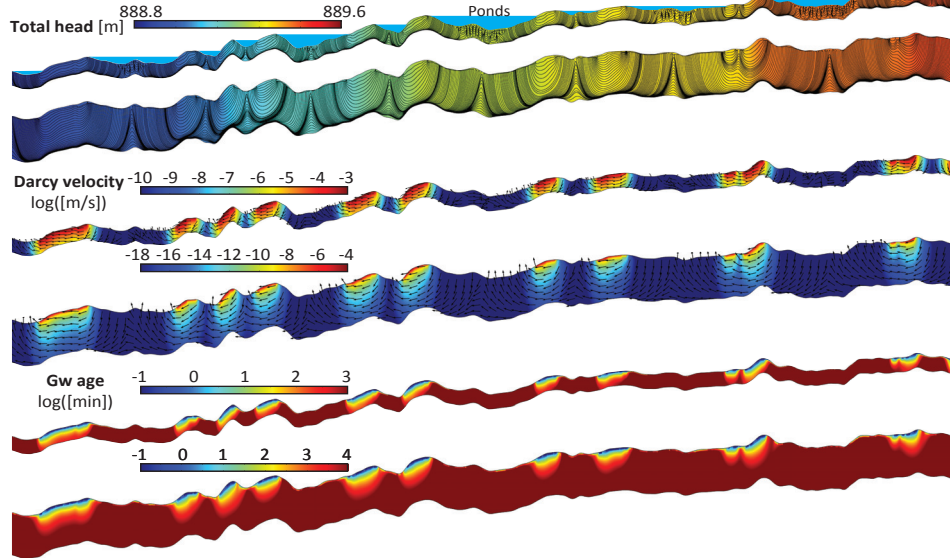 888.8 889.6
Total head [m] Ponds
-10 -9 -8 -7 -6 -5 -4 -3
Darcy velocity
log([m/s])
-18 -16 -14 -12 -10 -8 -6 -4
Gw age
-1 0 1 2 3
log([min])
-1 0 1 2 3 4